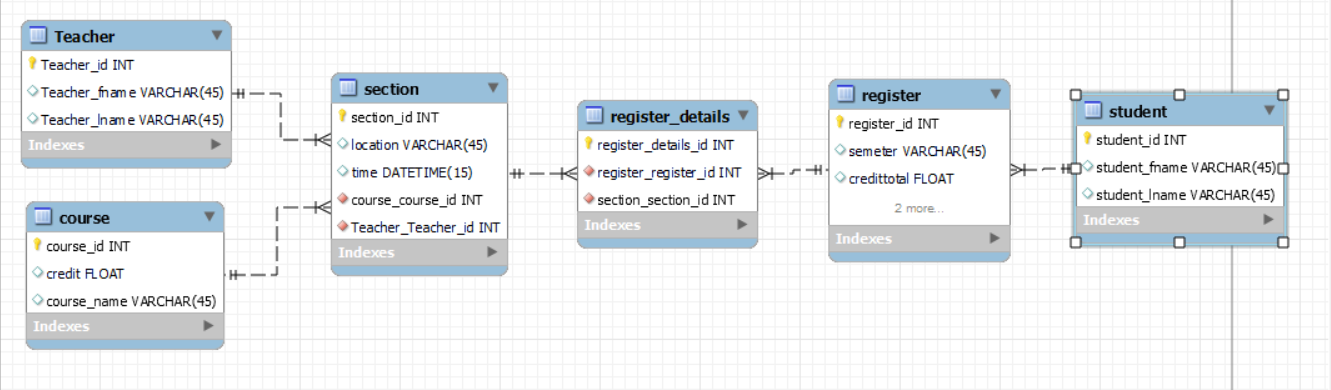 Teacher
Teacher_id INT
Teacher_fname VARCHAR(45)
Teacher_lname VARCHAR(45)
Indexes
course
course_id INT
credit FLOAT
course_name VARCHAR(45)
Indexes
section
section_id INT
location VARCHAR(45)
time DATETIME(15)
course_course_id INT
Teacher_Teacher_id INT
Indexes
register_details
register_details_id INT
register_register_id INT
section_section_id INT
Indexes
register
register_id INT
semeter VARCHAR(45)
credittotal FLOAT
2 more...
Indexes
student
student_id INT
student_fname VARCHAR(45)
student_lname VARCHAR(45)
Indexes